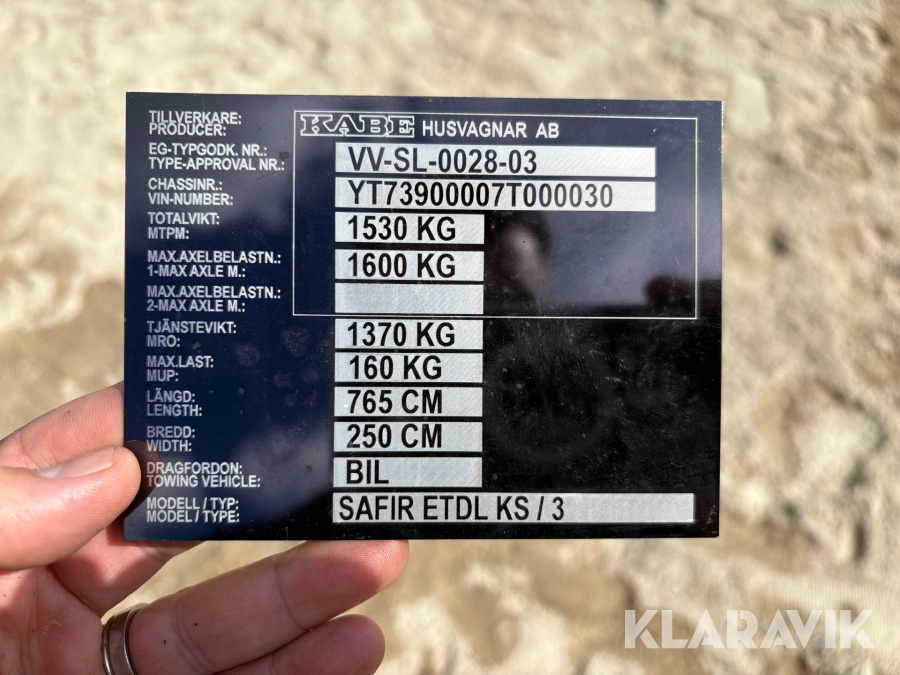 TILLVERKARE:
PRODUCER:
KABE HUSVAGNAR AB
EG-TYPGODK. NR.:
TYPE-APPROVAL NR.:
VV-SL-0028-03
CHASSINR.:
VIN-NUMBER:
YT73900007T000030
TOTALVIKT:
MTPM:
1530 KG
MAX.AXELBELASTN.:
1-MAX AXLE M.:
1600 KG
MAX.AXELBELASTN.:
2-MAX AXLE M.:
TJÄNSTEVIKT:
MRO:
1370 KG
MAX.LAST:
MUP:
160 KG
LÄNGD:
LENGTH:
765 CM
BREDD:
WIDTH:
250 CM
DRAGFORDON:
TOWING VEHICLE:
BIL
MODELL / TYP:
MODEL / TYPE:
SAFIR ETDL KS / 3
KLARAVIK